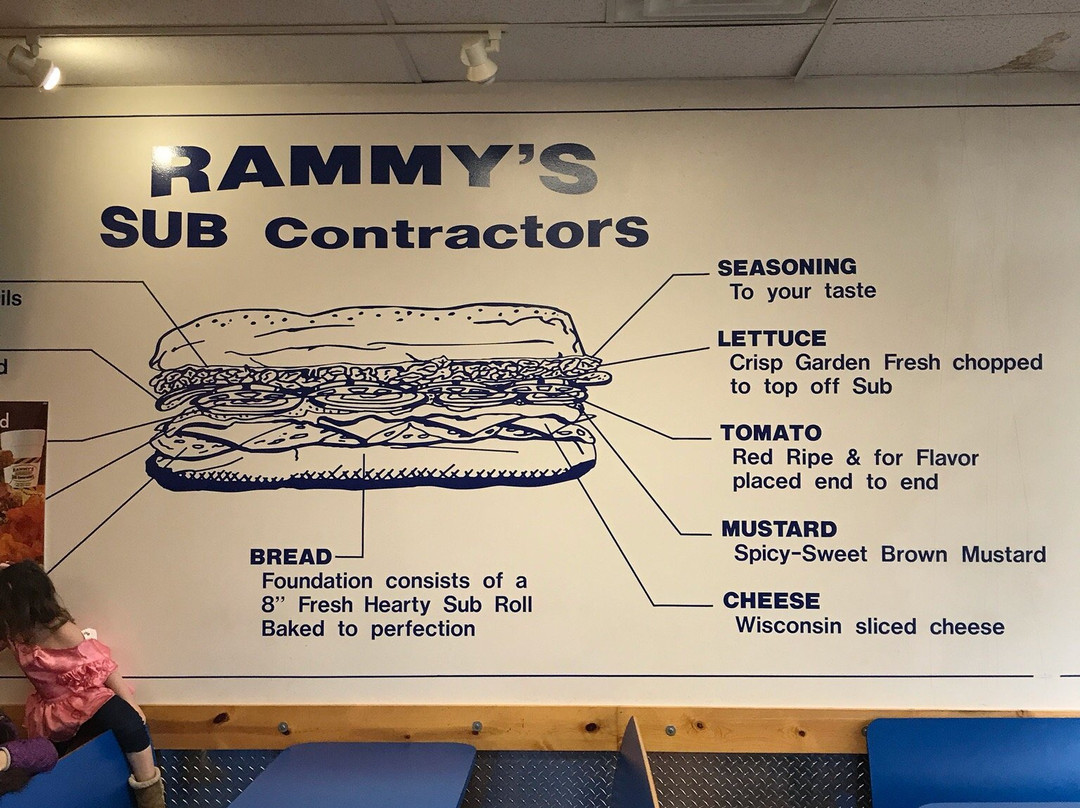 RAMMY'S
SUB Contractors
ils
d
d
SEASONING
To your taste
LETTUCE
Crisp Garden Fresh chopped
to top off Sub
TOMATO
Red Ripe & for Flavor
placed end to end
MUSTARD
Spicy-Sweet Brown Mustard
CHEESE
Wisconsin sliced cheese
BREAD
Foundation consists of a
8” Fresh Hearty Sub Roll
Baked to perfection